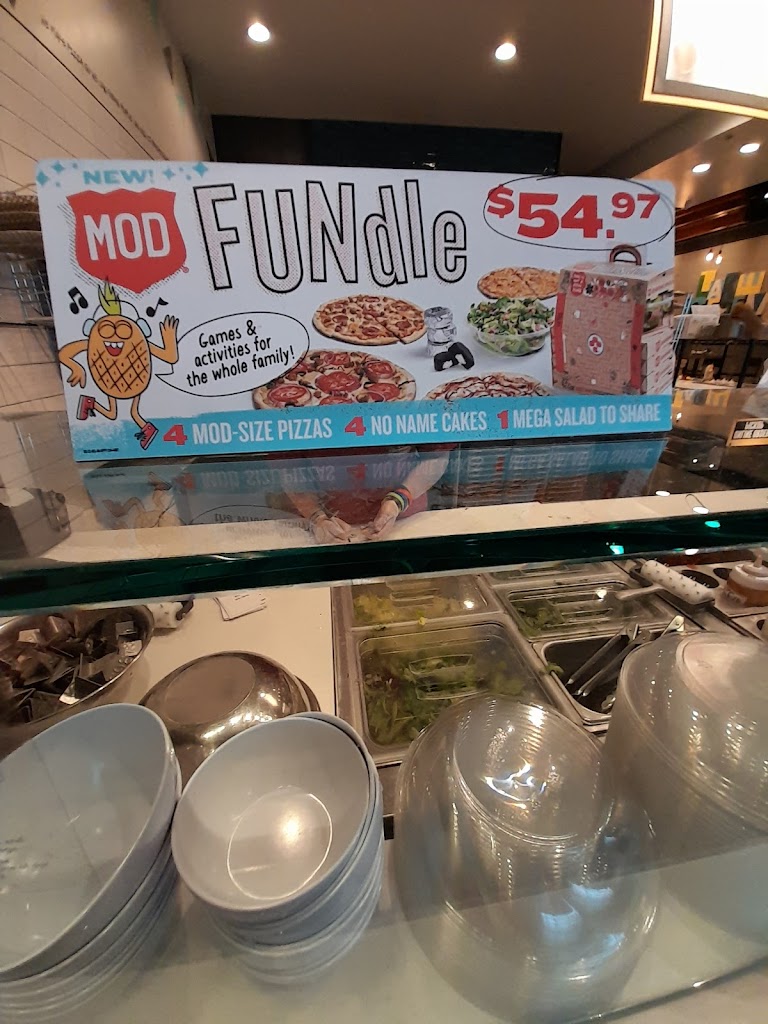 NEW!
MOD
FUNdle
$54.97
Games &
activities for
the whole family!
4 MOD-SIZE PIZZAS 4 NO NAME CAKES 1 MEGA SALAD TO SHARE